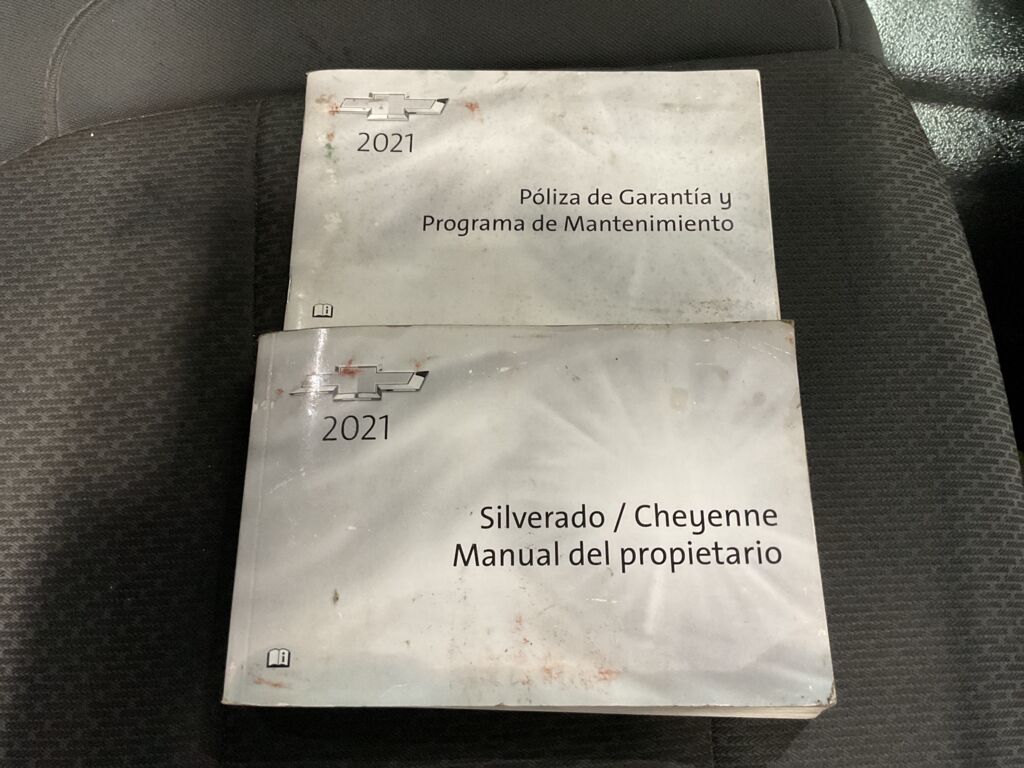 2021
Póliza de Garantía y
Programa de Mantenimiento
2021
Silverado / Cheyenne
Manual del propietario